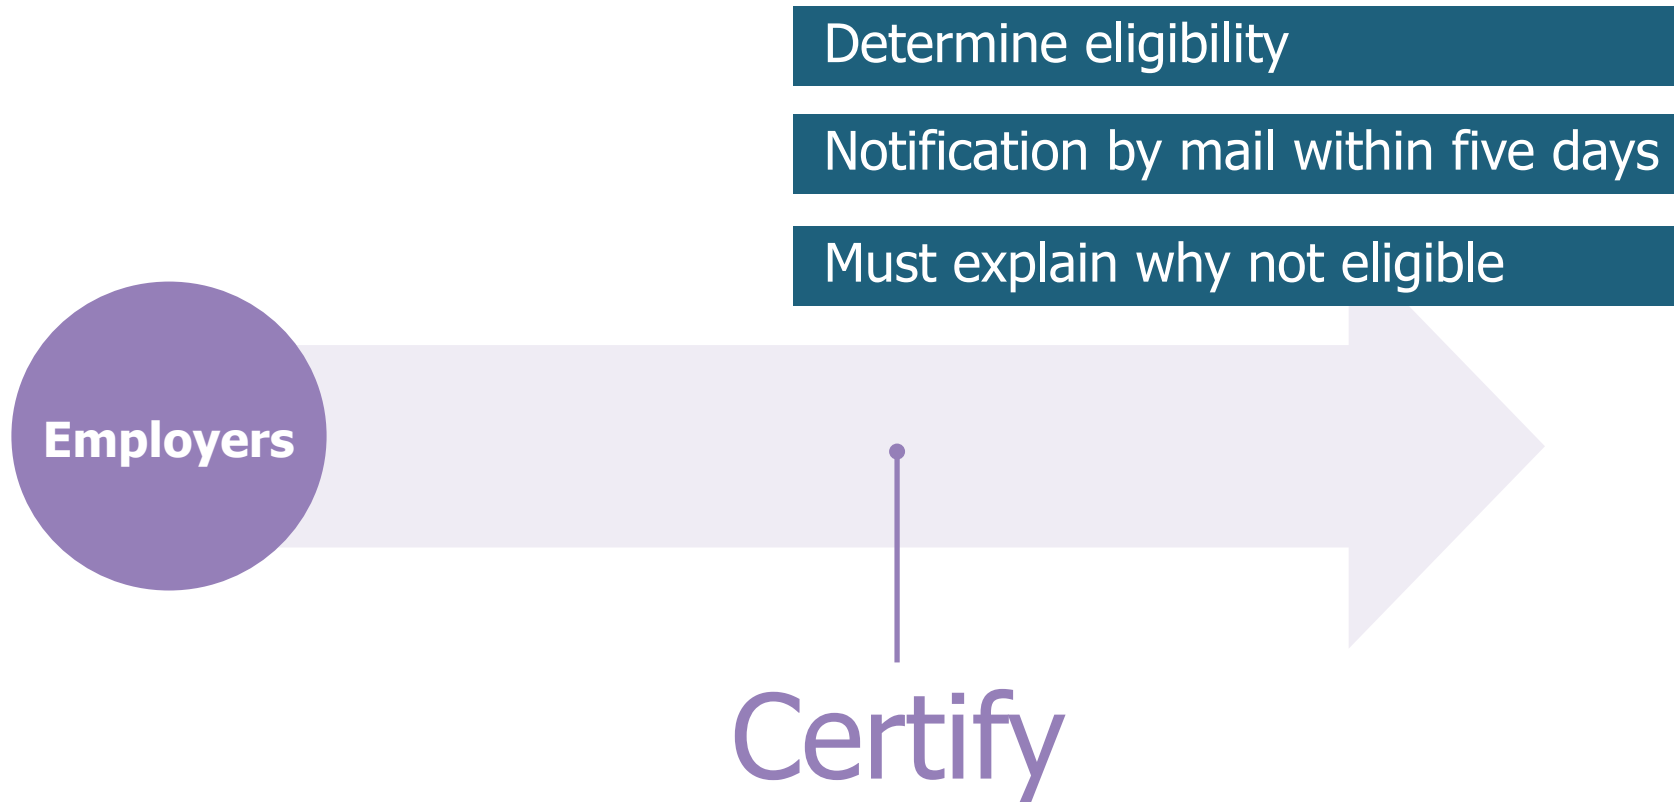 Determine eligibility
Notification by mail within five days
Must explain why not eligible
Employers
Certify